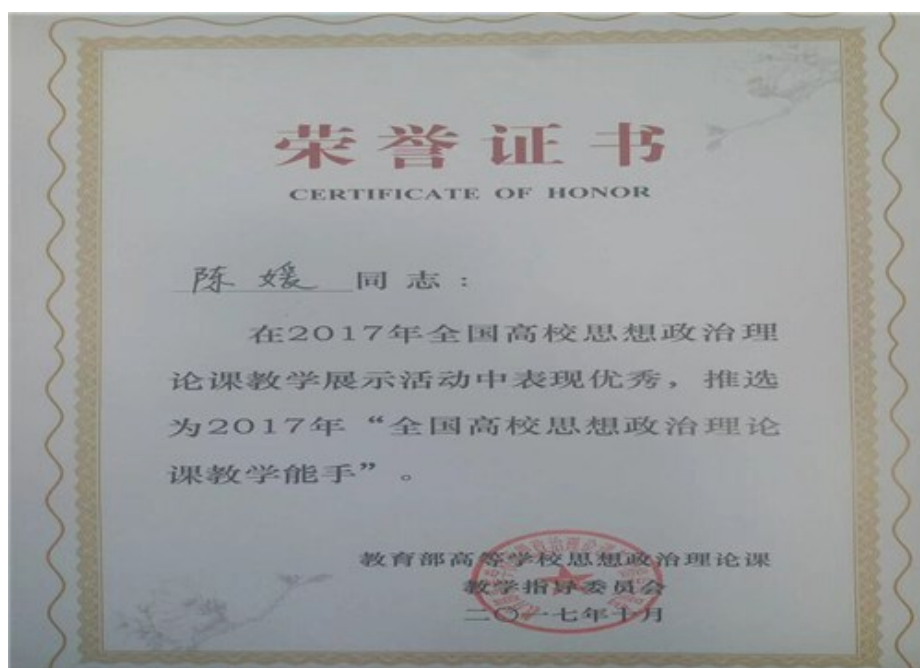 荣誉证书
CERTIFICATE OF HONOR
陈媛 同志：
在2017年全国高校思想政治理
论课教学展示活动中表现优秀，推选
为2017年“全国高校思想政治理论
课教学能手”。
教育部高等学校思想政治理论课
教学指导委员会
二〇一七年十月